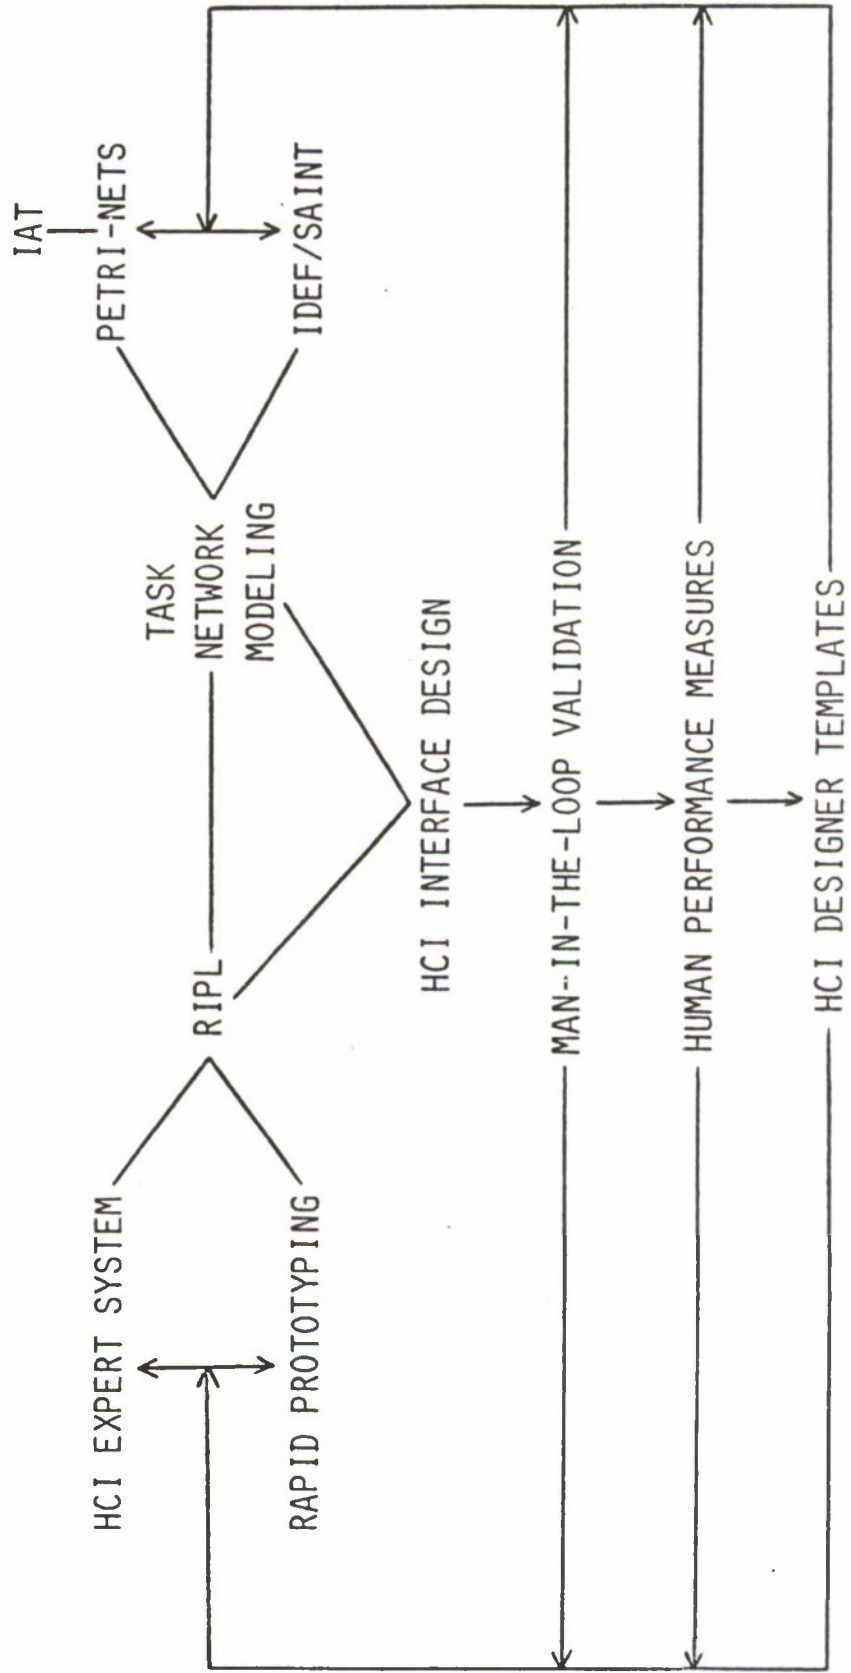 IAT
HCI EXPERT SYSTEM
PETRI-NETS
TASK
RIPL
NETWORK
MODELING
RAPID PROTOTYPING
IDEF/SAINT
HCI INTERFACE DESIGN
MAN-IN-THE-LOOP VALIDATION
HUMAN PERFORMANCE MEASURES
HCI DESIGNER TEMPLATES